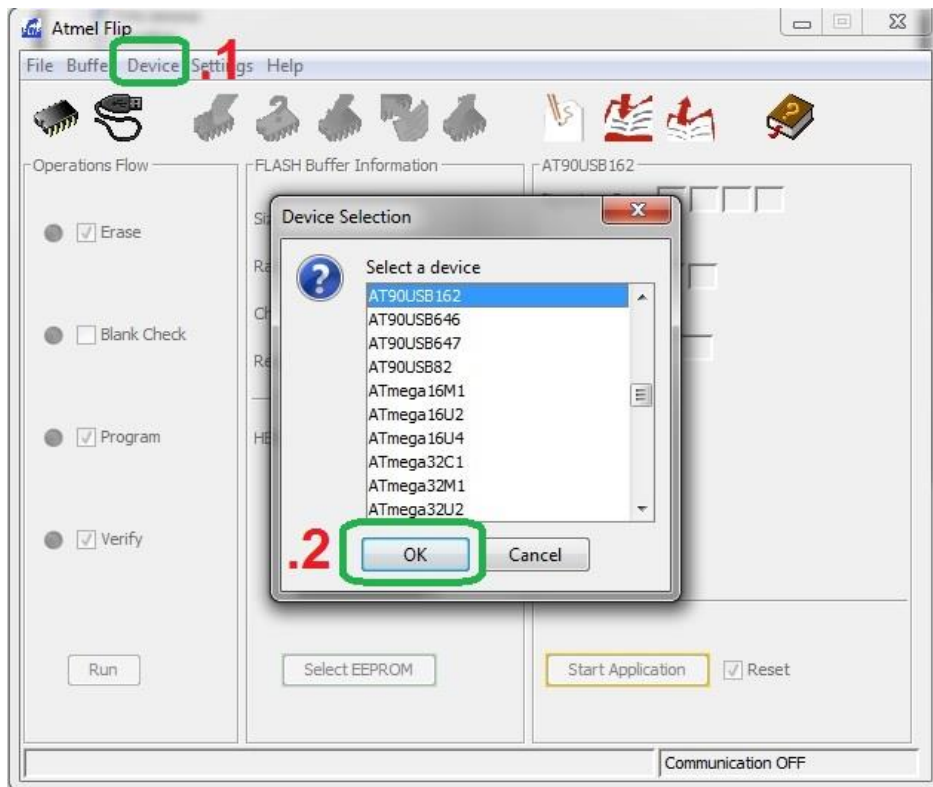 Atmel Flip
File Buffer Device Settings Help
.1
Operations Flow
FLASH Buffer Information
AT90USB162
Device Selection
Erase
Select a device
AT90USB162
AT90USB646
AT90USB647
AT90USB82
ATmega16M1
ATmega16U2
ATmega16U4
ATmega32C1
ATmega32M1
ATmega32U2
Blank Check
Program
Verify
.2
OK Cancel
Run
Select EEPROM
Start Application
Reset
Communication OFF